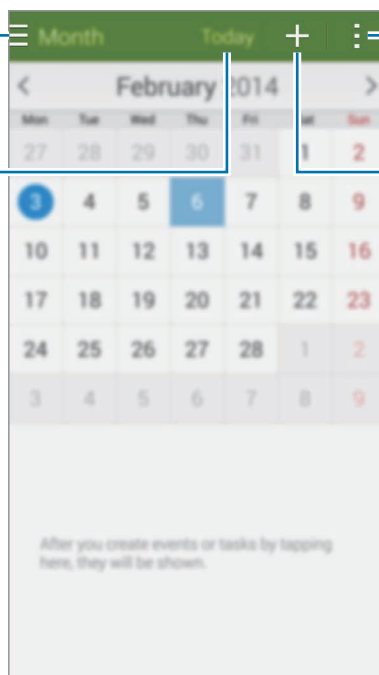 Month Today
February 2014
Mon Tue Wed Thu Fri Sat Sun
27 28 29 30 31 1 2
3 4 5 6 7 8 9
10 11 12 13 14 15 16
17 18 19 20 21 22 23
24 25 26 27 28 1 2
3 4 5 6 7 8 9
After you create events or tasks by tapping
here, they will be shown.